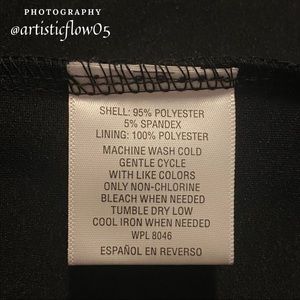 PHOTOGRAPHY
@artisticflow05
SHELL: 95% POLYESTER
5% SPANDEX
LINING: 100% POLYESTER
MACHINE WASH COLD
GENTLE CYCLE
WITH LIKE COLORS
ONLY NON-CHLORINE
BLEACH WHEN NEEDED
TUMBLE DRY LOW
COOL IRON WHEN NEEDED
WPL 8046
ESPAÑOL EN REVERSO